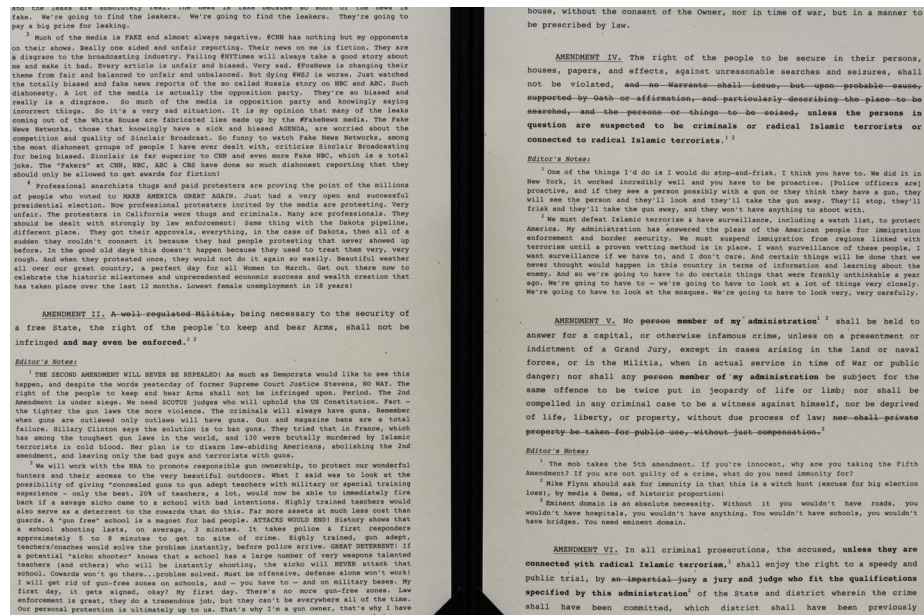 and the leaks are absolutely real. The news is fake because so much of the news is
fake. We're going to find the leakers. We're going to find the leakers. They're going to
pay a big price for leaking.
3 Much of the media is FAKE and almost always negative. @CNN has nothing but my opponents
on their shows. Really one sided and unfair reporting. Their news on me is fiction. They are
a disgrace to the broadcasting industry. Failing @NYTimes will always take a good story about
me and make it bad. Every article is unfair and biased. Very sad. @FoxNews is changing their
theme from fair and balanced to unfair and unbalanced. But dying @WSJ is worse. Just watched
the totally biased and fake news reports of the so called Russia story on NBC and ABC. Such
dishonesty. A lot of the media is actually the opposition party. They're so biased and
really is a disgrace. So much of the media is opposition party and knowingly saying
incorrect things. So it's a very sad situation. It is my opinion that many of the leaks
coming out of the White House are fabricated lies made up by the #FakeNews media. The Fake
News Networks, those that knowingly have a sick and biased AGENDA, are worried about the
competition and quality of Sinclair Broadcast. So funny to watch Fake News Networks, among
the most dishonest groups of people I have ever dealt with, criticize Sinclair Broadcasting
for being biased. Sinclair is far superior to CNN and even more Fake NBC, which is a total
joke. The "Fakers" at CNN, NBC, ABC & CBS have done so much dishonest reporting that they
should only be allowed to get awards for fiction!
4 Professional anarchists thugs and paid protesters are proving the point of the millions
of people who voted to MAKE AMERICA GREAT AGAIN. Just had a very open and successful
presidential election. Now professional protesters incited by the media are protesting. Very
unfair. The protesters in California were thugs and criminals. Many are professionals. They
should be dealt with strongly by law enforcement! Same thing with the Dakota pipeline,
different place. They got their approvals, everything, in the case of Dakota, then all of a
sudden they couldn't connect it because they had people protesting that never showed up
before. In the good old days this doesn't happen because they used to treat them very, very
rough. And when they protested once, they would not do it again so easily. Beautiful weather
all over our great country, a perfect day for all Women to March. Get out there now to
celebrate the historic milestones and unprecedented economic success and wealth creation that
has taken place over the last 12 months. Lowest female unemployment in 18 years!
AMENDMENT II. A well regulated Militia, being necessary to the security of
a free State, the right of the people to keep and bear Arms, shall not be
infringed and may even be enforced.1 2
Editor's Notes:
1 THE SECOND AMENDMENT WILL NEVER BE REPEALED! As much as Democrats would like to see this
happen, and despite the words yesterday of former Supreme Court Justice Stevens, NO WAY. The
right of the people to keep and bear Arms shall not be infringed upon. Period. The 2nd
Amendment is under siege. We need SCOTUS judges who will uphold the US Constitution. Fact –
the tighter the gun laws the more violence. The criminals will always have guns. Remember
when guns are outlawed only outlaws will have guns. Gun and magazine bans are a total
failure. Hillary Clinton says the solution is to ban guns. They tried that in France, which
has among the toughest gun laws in the world, and 130 were brutally murdered by Islamic
terrorists in cold blood. Her plan is to disarm law-abiding Americans, abolishing the 2nd
amendment, and leaving only the bad guys and terrorists with guns.
2 We will work with the NRA to promote responsible gun ownership, to protect our wonderful
hunters and their access to the very beautiful outdoors. What I said was to look at the
possibility of giving "concealed guns to gun adept teachers with military or special training
experience – only the best. 20% of teachers, a lot, would now be able to immediately fire
back if a savage sicko came to a school with bad intentions. Highly trained teachers would
also serve as a deterrent to the cowards that do this. Far more assets at much less cost than
guards. A "gun free" school is a magnet for bad people. ATTACKS WOULD END! History shows that
a school shooting lasts, on average, 3 minutes. It takes police & first responders
approximately 5 to 8 minutes to get to site of crime. Highly trained, gun adept,
teachers/coaches would solve the problem instantly, before police arrive. GREAT DETERRENT! If
a potential "sicko shooter" knows that a school has a large number of very weapons talented
teachers (and others) who will be instantly shooting, the sicko will NEVER attack that
school. Cowards won't go there...problem solved. Must be offensive, defense alone won't work!
I will get rid of gun-free zones on schools, and – you have to – and on military bases. My
first day, it gets signed, okay? My first day. There's no more gun-free zones. Law
enforcement is great, they do a tremendous job, but they can't be everywhere all of the time.
Our personal protection is ultimately up to us. That's why I'm a gun owner, that's why I have
house, without the consent of the Owner, nor in time of war, but in a manner to
be prescribed by law.
AMENDMENT IV. The right of the people to be secure in their persons,
houses, papers, and effects, against unreasonable searches and seizures, shall
not be violated, and no Warrants shall issue, but upon probable cause,
supported by Oath or affirmation, and particularly describing the place to be
searched, and the persons or things to be seized, unless the persons in
question are suspected to be criminals or radical Islamic terrorists or
connected to radical Islamic terrorists.1 2
Editor's Notes:
1 One of the things I'd do is I would do stop-and-frisk. I think you have to. We did it in
New York, it worked incredibly well and you have to be proactive. [Police officers are]
proactive, and if they see a person possibly with a gun or they think they have a gun, they
will see the person and they'll look and they'll take the gun away. They'll stop, they'll
frisk and they'll take the gun away, and they won't have anything to shoot with.
2 We must defeat Islamic terrorism & have surveillance, including a watch list, to protect
America. My administration has answered the pleas of the American people for immigration
enforcement and border security. We must suspend immigration from regions linked with
terrorism until a proven vetting method is in place. I want surveillance of these people, I
want surveillance if we have to, and I don't care. And certain things will be done that we
never thought would happen in this country in terms of information and learning about the
enemy. And so we're going to have to do certain things that were frankly unthinkable a year
ago. We're going to have to – we're going to have to look at a lot of things very closely.
We're going to have to look at the mosques. We're going to have to look very, very carefully.
AMENDMENT V. No person member of my administration1 2 shall be held to
answer for a capital, or otherwise infamous crime, unless on a presentment or
indictment of a Grand Jury, except in cases arising in the land or naval
forces, or in the Militia, when in actual service in time of War or public
danger; nor shall any person member of my administration be subject for the
same offence to be twice put in jeopardy of life or limb; nor shall be
compelled in any criminal case to be a witness against himself, nor be deprived
of life, liberty, or property, without due process of law; nor shall private
property be taken for public use, without just compensation.3
Editor's Notes:
1 The mob takes the 5th amendment. If you're innocent, why are you taking the Fifth
Amendment? If you are not guilty of a crime, what do you need immunity for?
2 Mike Flynn should ask for immunity in that this is a witch hunt (excuse for big election
loss), by media & Dems, of historic proportion!
3 Eminent domain is an absolute necessity. Without it you wouldn't have roads, you
wouldn't have hospitals, you wouldn't have anything. You wouldn't have schools, you wouldn't
have bridges. You need eminent domain.
AMENDMENT VI. In all criminal prosecutions, the accused, unless they are
connected with radical Islamic terrorism,1 shall enjoy the right to a speedy and
public trial, by an impartial jury a jury and judge who fit the qualifications
specified by this administration2 of the State and district wherein the crime
shall have been committed, which district shall have been previously